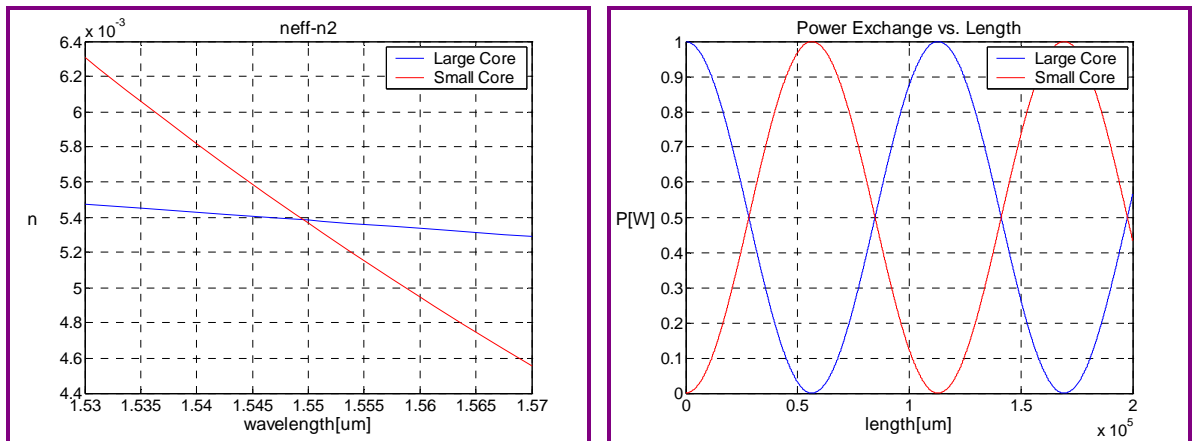 neff-n2
x 10⁻³
6.4
6.2
6
5.8
5.6
5.4
5.2
5
4.8
4.6
4.4
n
Large Core
Small Core
1.53 1.535 1.54 1.545 1.55 1.555 1.56 1.565 1.57
wavelength[um]
Power Exchange vs. Length
1
0.9
0.8
0.7
0.6
0.5
0.4
0.3
0.2
0.1
0
P[W]
Large Core
Small Core
0 0.5 1 1.5 2
length[um]
x 10⁵